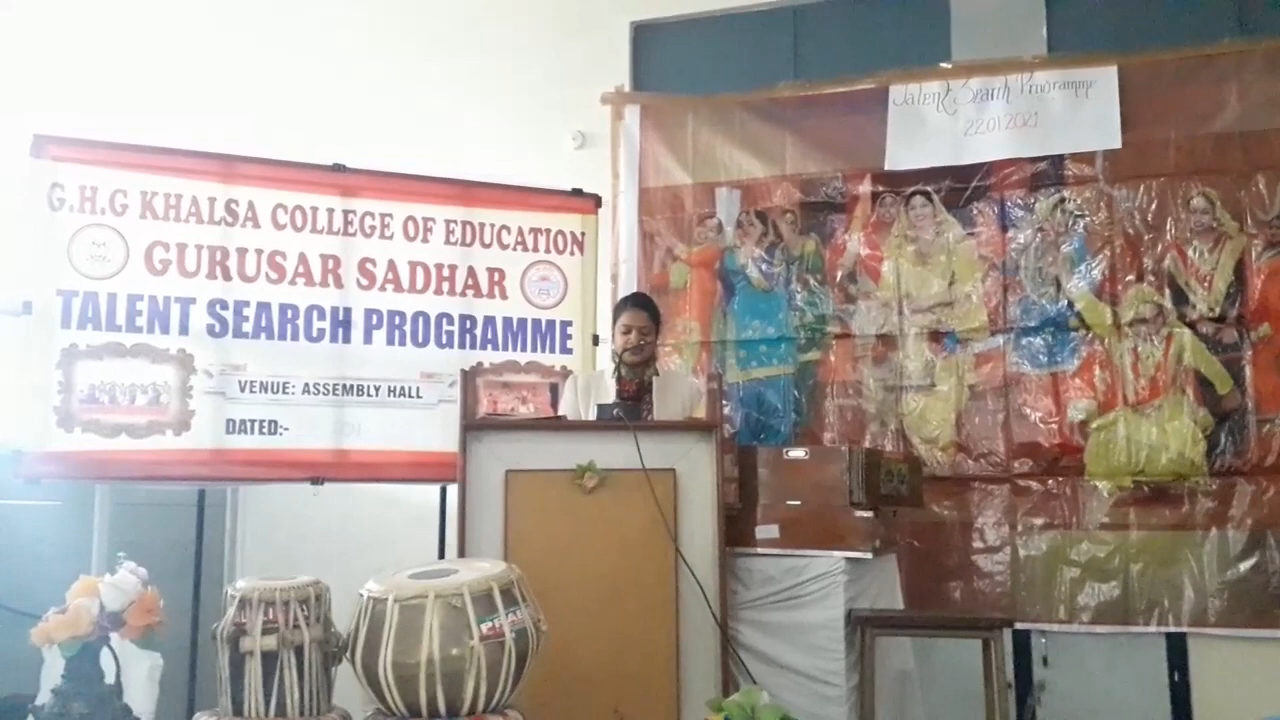 G.H.G KHALSA COLLEGE OF EDUCATION
GURUSAR SADHAR
TALENT SEARCH PROGRAMME
VENUE: ASSEMBLY HALL
DATED:-
Talent Search Programme
22.01.2021